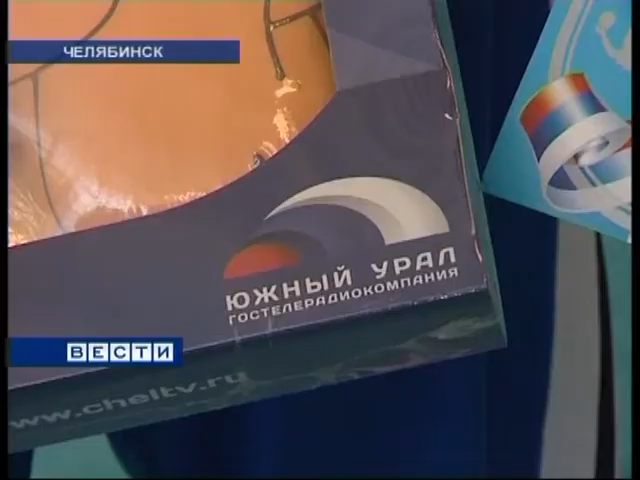 ЧЕЛЯБИНСК
ЮЖНЫЙ УРАЛ
ГОСТЕЛЕРАДИОКОМПАНИЯ
ВЕСТИ
www.cheltv.ru